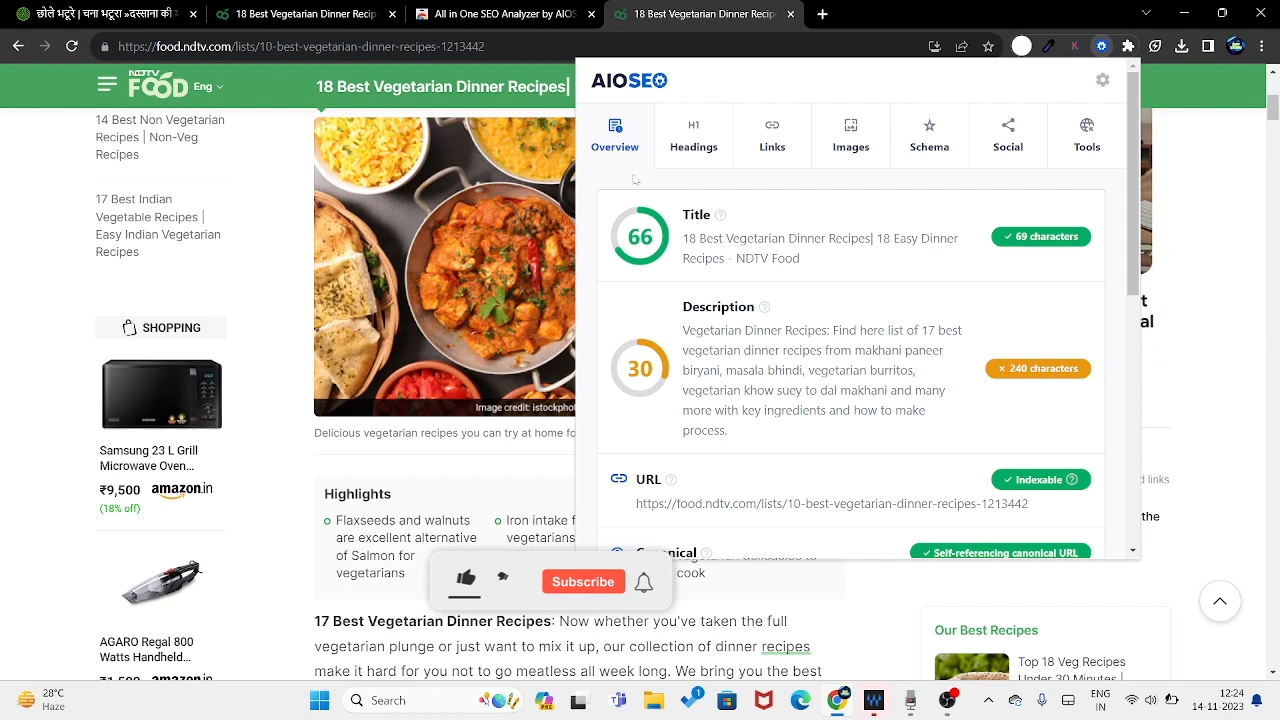 छोले भटूरे | चना भटूरा »दस्तान की
18 Best Vegetarian Dinner Recip
All in One SEO Analyzer by AIOS
18 Best Vegetarian Dinner Recip
https://food.ndtv.com/lists/10-best-vegetarian-dinner-recipes-1213442
NDTV
FOOD
Eng
18 Best Vegetarian Dinner Recipes|
14 Best Non Vegetarian
Recipes | Non-Veg
Recipes
17 Best Indian
Vegetable Recipes |
Easy Indian Vegetarian
Recipes
SHOPPING
SAMSUNG
Samsung 23 L Grill
Microwave Oven...
₹9,500 amazon.in
(18% off)
AGARO Regal 800
Watts Handheld...
amazon.in
Image credit: istockphot
Delicious vegetarian recipes you can try at home fo
Highlights
Flaxseeds and walnuts
are excellent alternative
of Salmon for
vegetarians
Iron intake f
vegetarians
cook
17 Best Vegetarian Dinner Recipes: Now whether you've taken the full
vegetarian plunge or just want to mix it up, our collection of dinner recipes
make it hard for you not to go meatless all week long. We bring you the best
AIOSEO
Overview
H1
Headings
Links
Images
Schema
Social
Tools
66
Title
18 Best Vegetarian Dinner Recipes| 18 Easy Dinner
Recipes - NDTV Food
69 characters
30
Description
Vegetarian Dinner Recipes: Find here list of 17 best
vegetarian dinner recipes from makhani paneer
biryani, masala bhindi, vegetarian burritos,
vegetarian khow suey to dal makhani and many
more with key ingredients and how to make
process.
240 characters
URL
Indexable
https://food.ndtv.com/lists/10-best-vegetarian-dinner-recipes-1213442
Canonical
Self-referencing canonical URL
d links
the
Subscribe
Our Best Recipes
Top 18 Veg Recipes
Under 30 Minutes |
28°C
Haze
Search
1
ENG
IN
12:24
14-11-2023